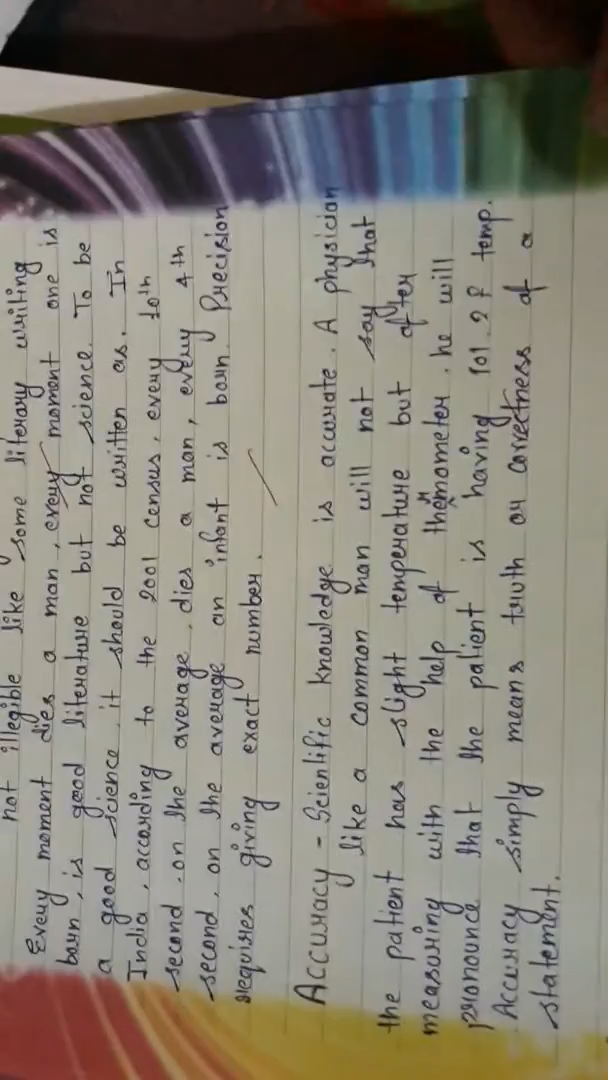 not illegible like some literary writing
Every moment dies a man, every moment one is
born, is good literature but not science. To be
a good science, it should be written as. In
India, according to the 2001 census, every 10th
second, on the average, dies a man, every 4th
second, on the average an infant is born. Precision
requires giving exact number.
Accuracy - Scientific knowledge is accurate. A physician
like a common man will not say that
the patient has slight temperature but after
measuring with the help of thermometer, he will
pronounce that the patient is having 101.2 F temp.
Accuracy simply means truth or correctness of a
statement.